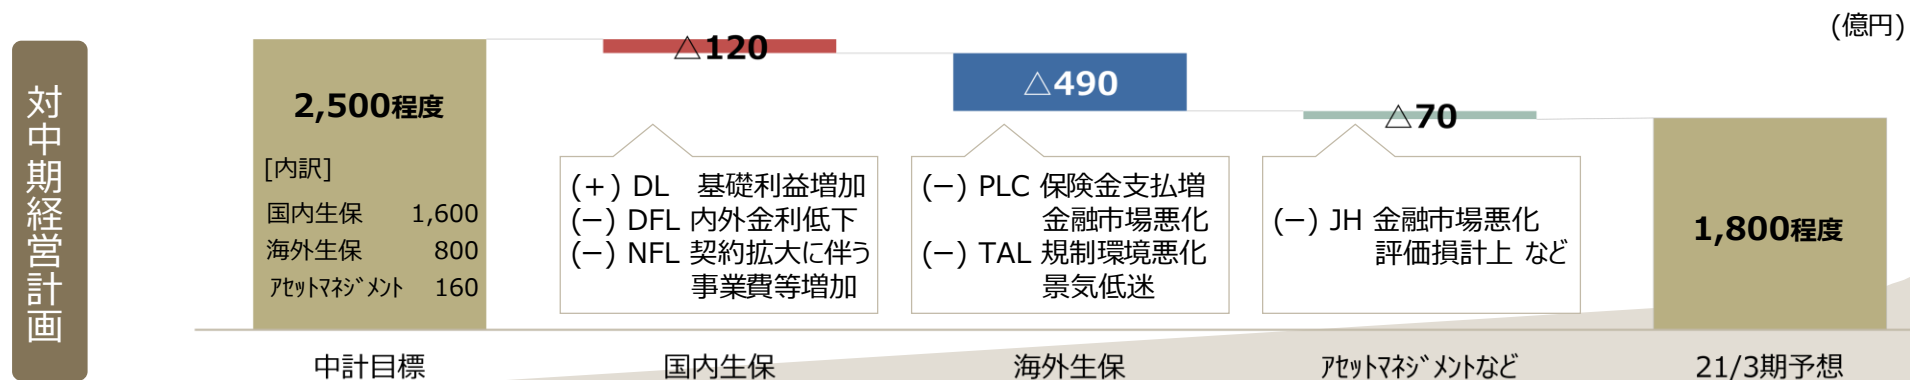 (億円)
対中期経営計画
2,500程度
[内訳]
国内生保 1,600
海外生保 800
ｱｾｯﾄﾏﾈｼﾞﾒﾝﾄ 160
△120
(+) DL 基礎利益増加
(-) DFL 内外金利低下
(-) NFL 契約拡大に伴う
事業費等増加
△490
(-) PLC 保険金支払増
金融市場悪化
(-) TAL 規制環境悪化
景気低迷
△70
(-) JH 金融市場悪化
評価損計上 など
1,800程度
中計目標
国内生保
海外生保
ｱｾｯﾄﾏﾈｼﾞﾒﾝﾄなど
21/3期予想